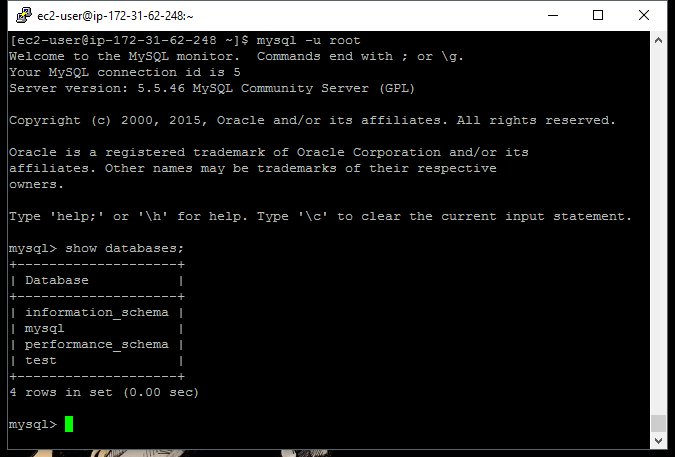 ec2-user@ip-172-31-62-248:~
[ec2-user@ip-172-31-62-248 ~]$ mysql -u root
Welcome to the MySQL monitor.  Commands end with ; or \g.
Your MySQL connection id is 5
Server version: 5.5.46 MySQL Community Server (GPL)
Copyright (c) 2000, 2015, Oracle and/or its affiliates. All rights reserved.
Oracle is a registered trademark of Oracle Corporation and/or its
affiliates. Other names may be trademarks of their respective
owners.
Type 'help;' or '\h' for help. Type '\c' to clear the current input statement.
mysql> show databases;
+--------------------+
| Database           |
+--------------------+
| information_schema |
| mysql              |
| performance_schema |
| test               |
+--------------------+
4 rows in set (0.00 sec)
mysql>